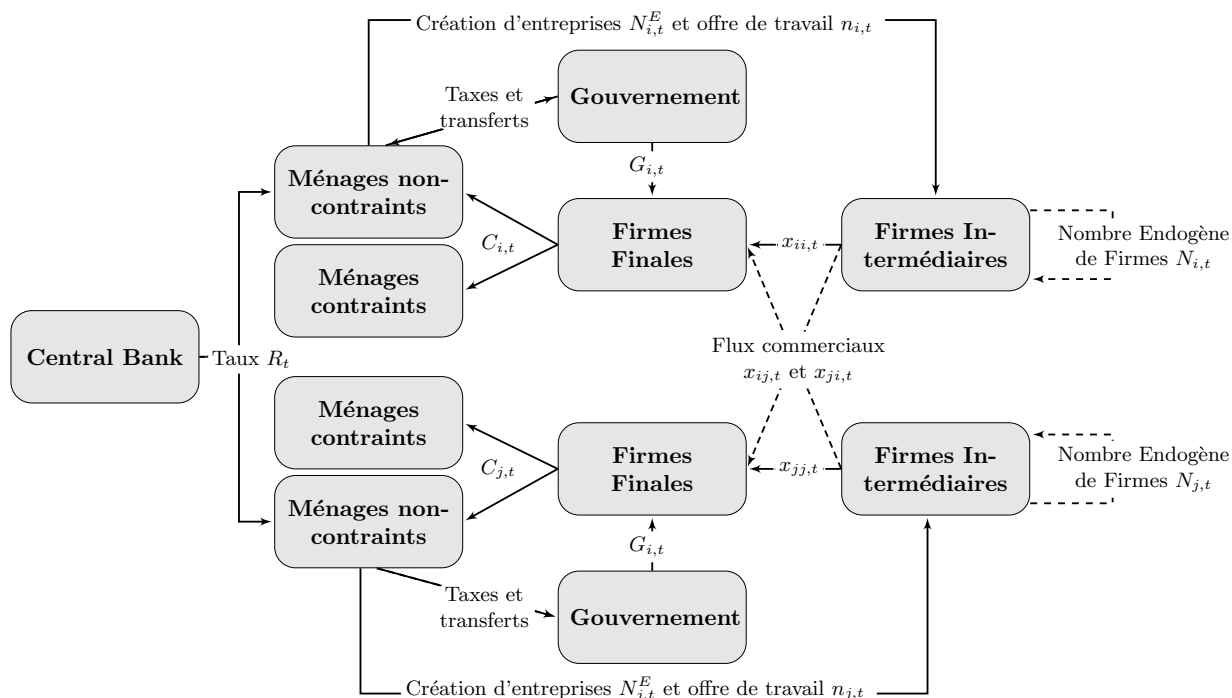 Création d'entreprises $N^E_{i,t}$ et offre de travail $n_{i,t}$
Taxes et
transferts
Gouvernement
$G_{i,t}$
Ménages non-
contraints
$C_{i,t}$
Firmes
Finales
$x_{ii,t}$
Firmes In-
termédiaires
Nombre Endogène
de Firmes $N_{i,t}$
Ménages
contraints
Central Bank
Taux $R_t$
Flux commerciaux
$x_{ij,t}$ et $x_{ji,t}$
Ménages
contraints
$C_{j,t}$
Firmes
Finales
$x_{jj,t}$
Firmes In-
termédiaires
Nombre Endogène
de Firmes $N_{j,t}$
Ménages non-
contraints
$G_{i,t}$
Taxes et
transferts
Gouvernement
Création d'entreprises $N^E_{j,t}$ et offre de travail $n_{j,t}$